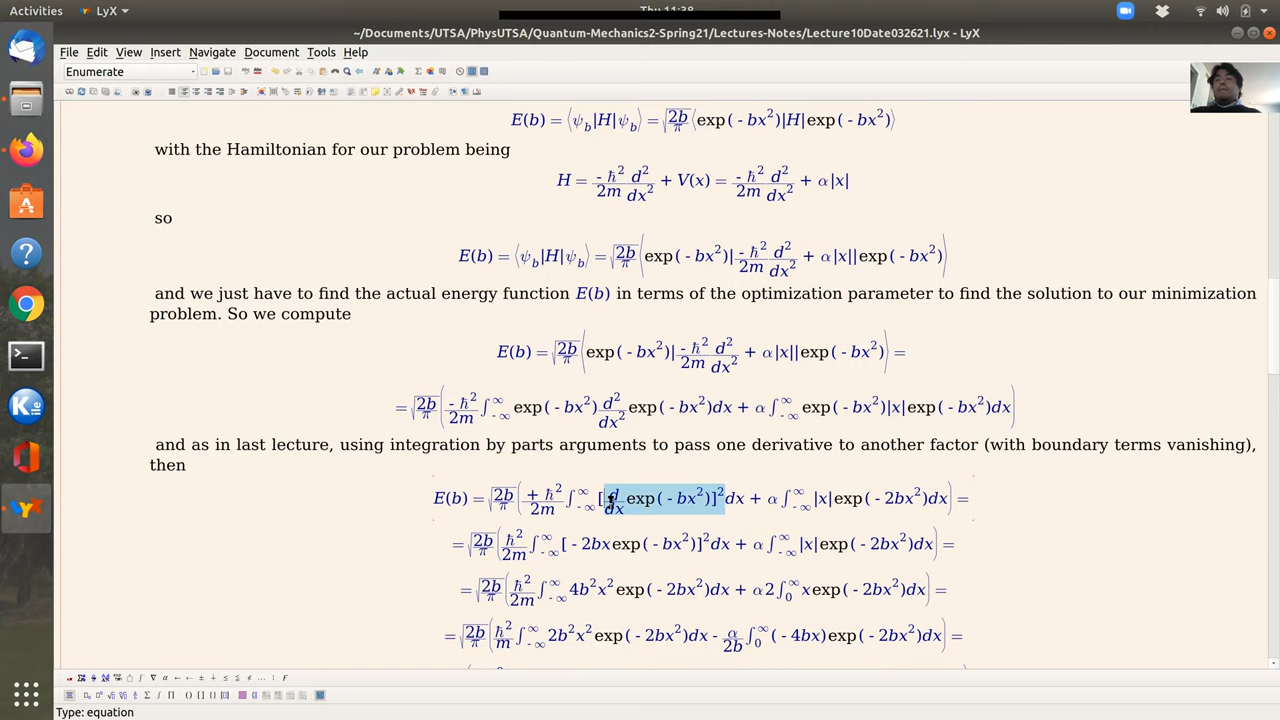 Activities LyX Thu 11:38
~/Documents/UTSA/PhysUTSA/Quantum-Mechanics2-Spring21/Lectures-Notes/Lecture10Date032621.lyx - LyX
File Edit View Insert Navigate Document Tools Help
Enumerate
E(b) = ⟨ψ_b|H|ψ_b⟩ = √(2b/π) ⟨exp( - bx²)|H|exp( - bx²)⟩
with the Hamiltonian for our problem being
H = (- ħ²/2m) d²/dx² + V(x) = (- ħ²/2m) d²/dx² + α|x|
so
E(b) = ⟨ψ_b|H|ψ_b⟩ = √(2b/π) ⟨exp( - bx²)|(- ħ²/2m) d²/dx² + α|x||exp( - bx²)⟩
and we just have to find the actual energy function E(b) in terms of the optimization parameter to find the solution to our minimization
problem. So we compute
E(b) = √(2b/π) ⟨exp( - bx²)|(- ħ²/2m) d²/dx² + α|x||exp( - bx²)⟩ =
= √(2b/π) ((- ħ²/2m) ∫_{-∞}^{∞} exp( - bx²) d²/dx² exp( - bx²)dx + α ∫_{-∞}^{∞} exp( - bx²)|x|exp( - bx²)dx)
and as in last lecture, using integration by parts arguments to pass one derivative to another factor (with boundary terms vanishing),
then
E(b) = √(2b/π) ((+ ħ²/2m) ∫_{-∞}^{∞} [d/dx exp( - bx²)]²dx + α ∫_{-∞}^{∞} |x|exp( - 2bx²)dx) =
= √(2b/π) (ħ²/2m ∫_{-∞}^{∞} [ - 2bxexp( - bx²)]²dx + α ∫_{-∞}^{∞} |x|exp( - 2bx²)dx) =
= √(2b/π) (ħ²/2m ∫_{-∞}^{∞} 4b²x²exp( - 2bx²)dx + α2 ∫_0^{∞} xexp( - 2bx²)dx) =
= √(2b/π) (ħ²/m ∫_{-∞}^{∞} 2b²x²exp( - 2bx²)dx - α/2b ∫_0^{∞} ( - 4bx)exp( - 2bx²)dx) =
Type: equation